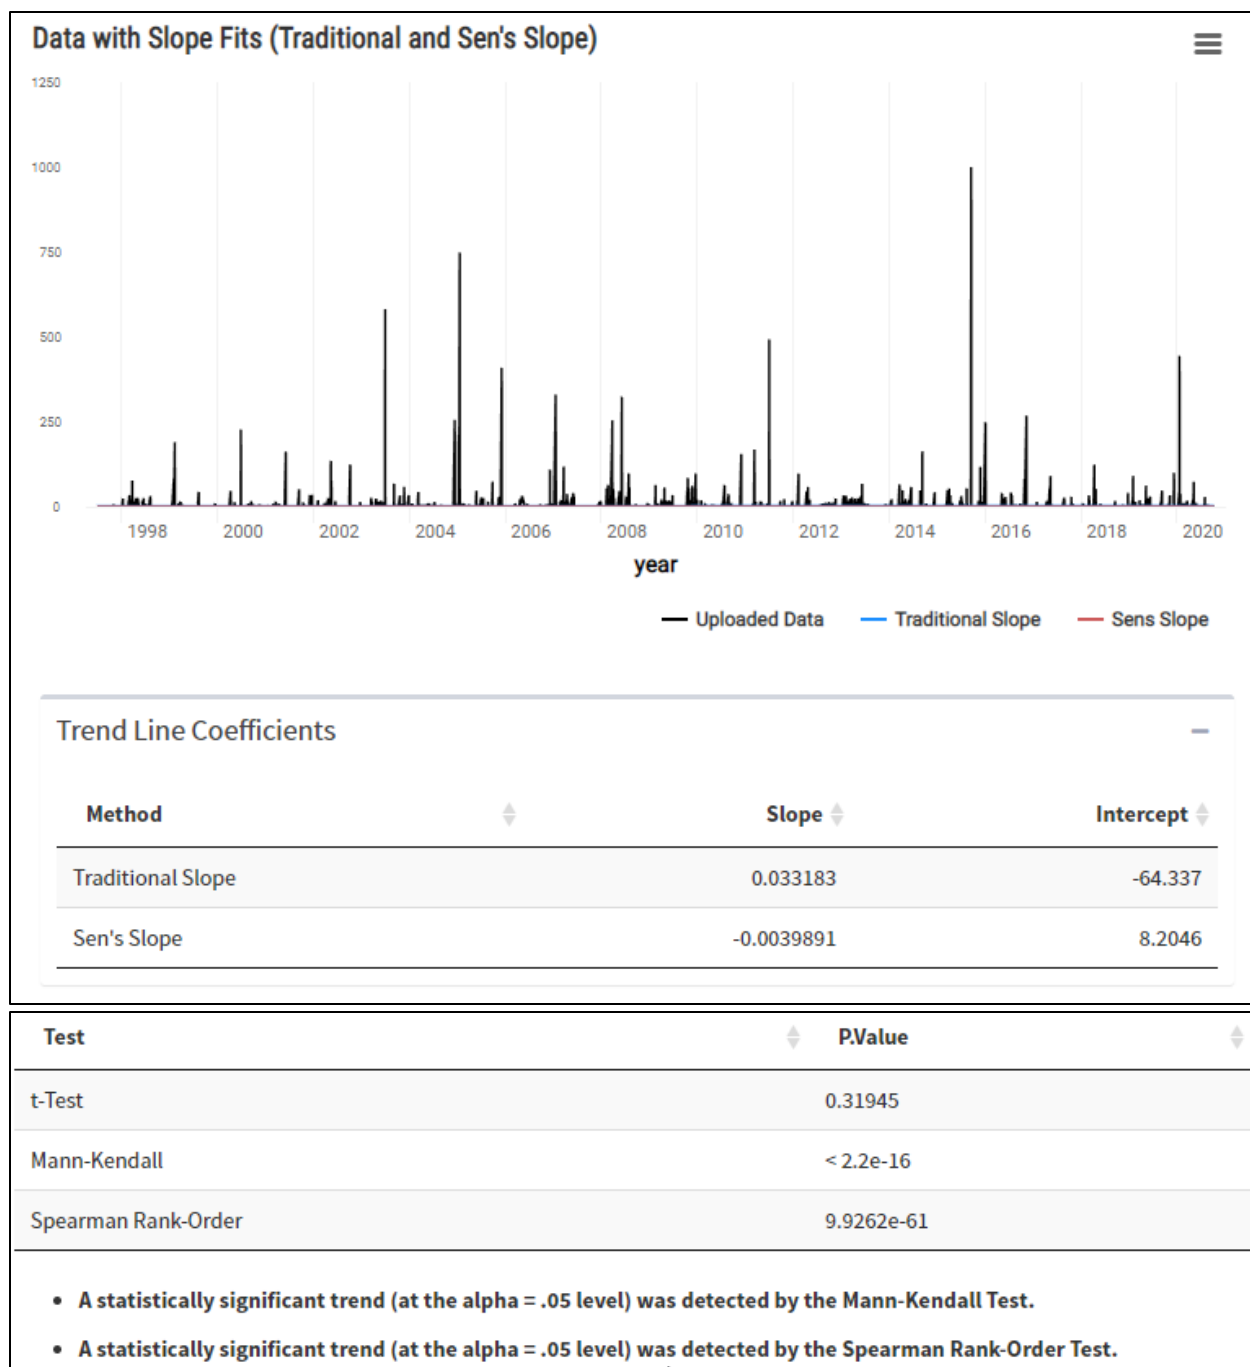 Data with Slope Fits (Traditional and Sen's Slope)
1250
1000
750
500
250
0
1998 2000 2002 2004 2006 2008 2010 2012 2014 2016 2018 2020
year
Uploaded Data Traditional Slope Sens Slope
Trend Line Coefficients
Method Slope Intercept
Traditional Slope 0.033183 -64.337
Sen's Slope -0.0039891 8.2046
Test P.Value
t-Test 0.31945
Mann-Kendall < 2.2e-16
Spearman Rank-Order 9.9262e-61
• A statistically significant trend (at the alpha = .05 level) was detected by the Mann-Kendall Test.
• A statistically significant trend (at the alpha = .05 level) was detected by the Spearman Rank-Order Test.